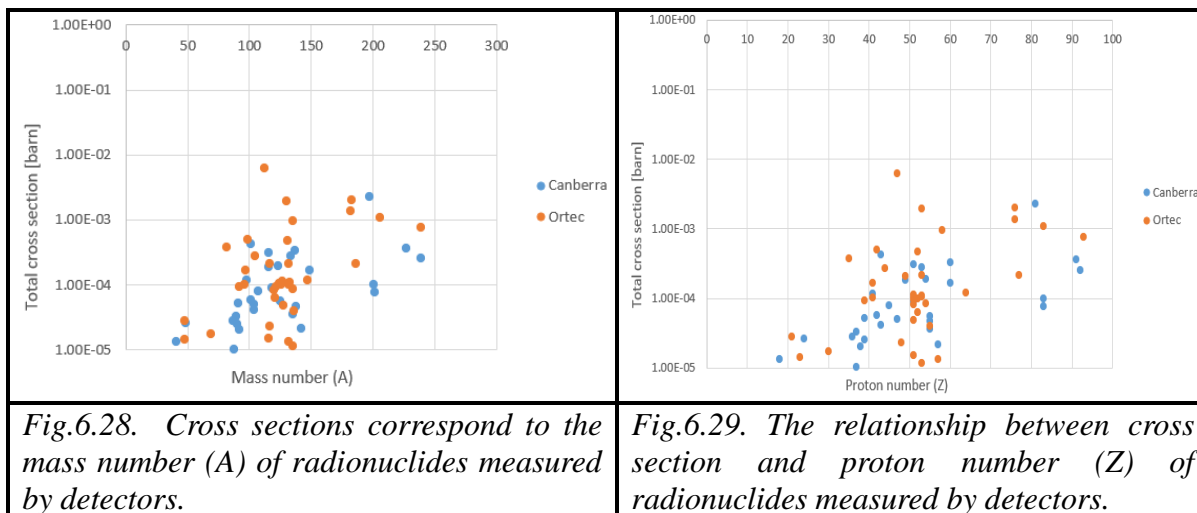 1.00E+00
0 50 100 150 200 250 300
1.00E-01
1.00E-02
1.00E-03
1.00E-04
1.00E-05
Total cross section [barn]
Mass number (A)
Canberra
Ortec
1.00E+00
0 10 20 30 40 50 60 70 80 90 100
1.00E-01
1.00E-02
1.00E-03
1.00E-04
1.00E-05
Total cross section [barn]
Proton number (Z)
Canberra
Ortec
Fig.6.28. Cross sections correspond to the
mass number (A) of radionuclides measured
by detectors.
Fig.6.29. The relationship between cross
section and proton number (Z) of
radionuclides measured by detectors.